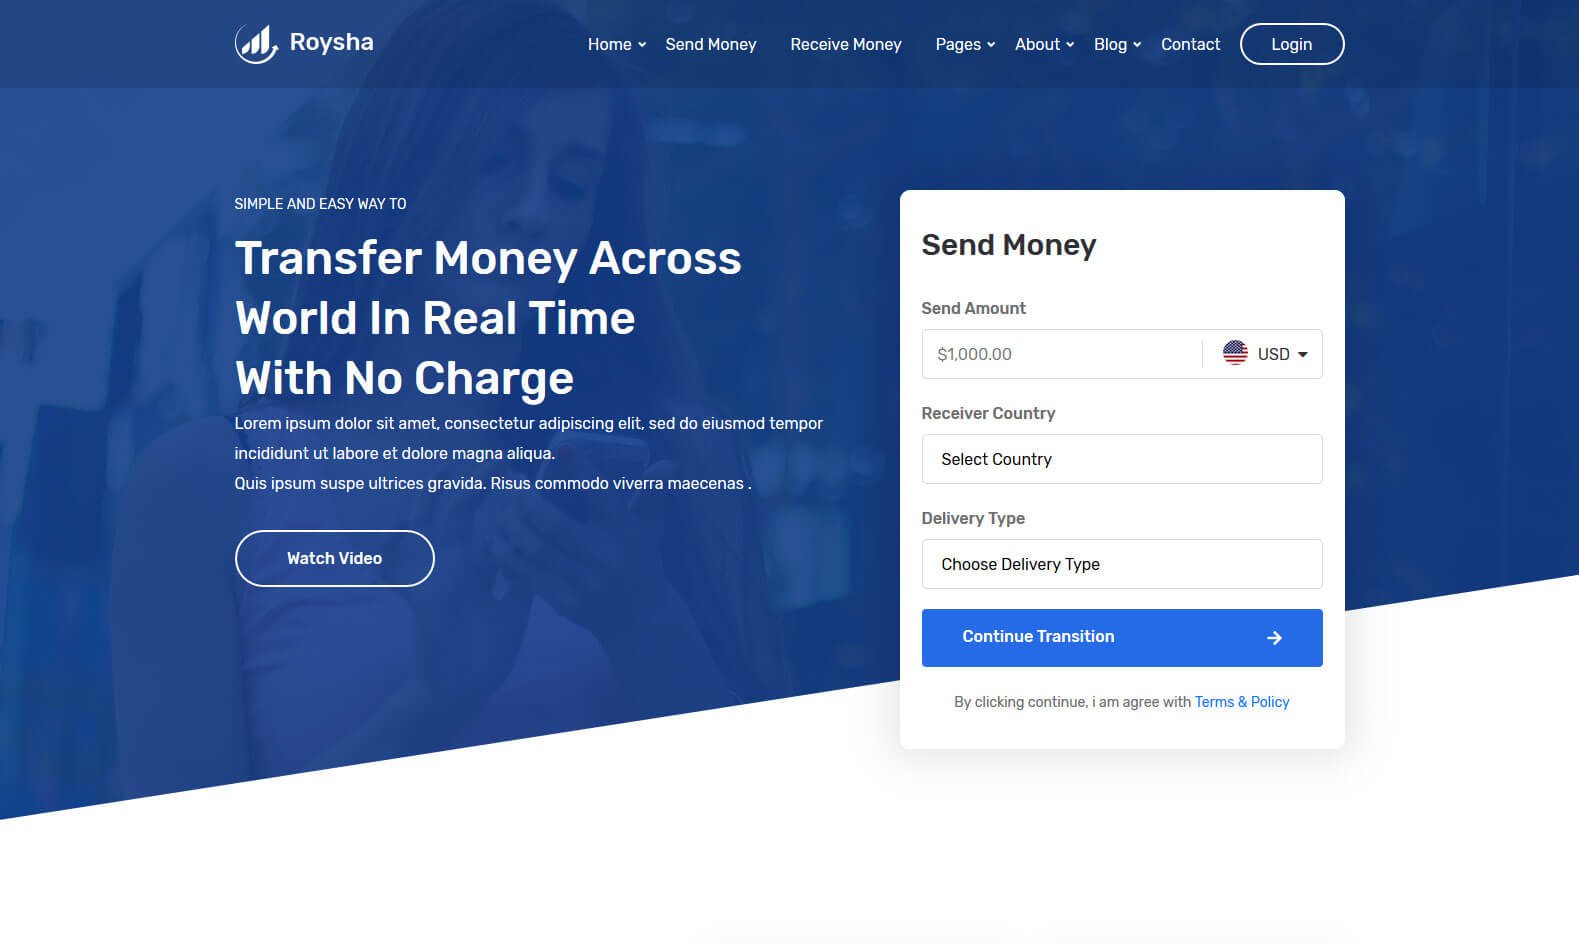 Roysha
Home
Send Money
Receive Money
Pages
About
Blog
Contact
Login
SIMPLE AND EASY WAY TO
Transfer Money Across
World In Real Time
With No Charge
Lorem ipsum dolor sit amet, consectetur adipiscing elit, sed do eiusmod tempor
incididunt ut labore et dolore magna aliqua.
Quis ipsum suspe ultrices gravida. Risus commodo viverra maecenas .
Watch Video
Send Money
Send Amount
$1,000.00
USD
Receiver Country
Select Country
Delivery Type
Choose Delivery Type
Continue Transition
By clicking continue, i am agree with Terms & Policy